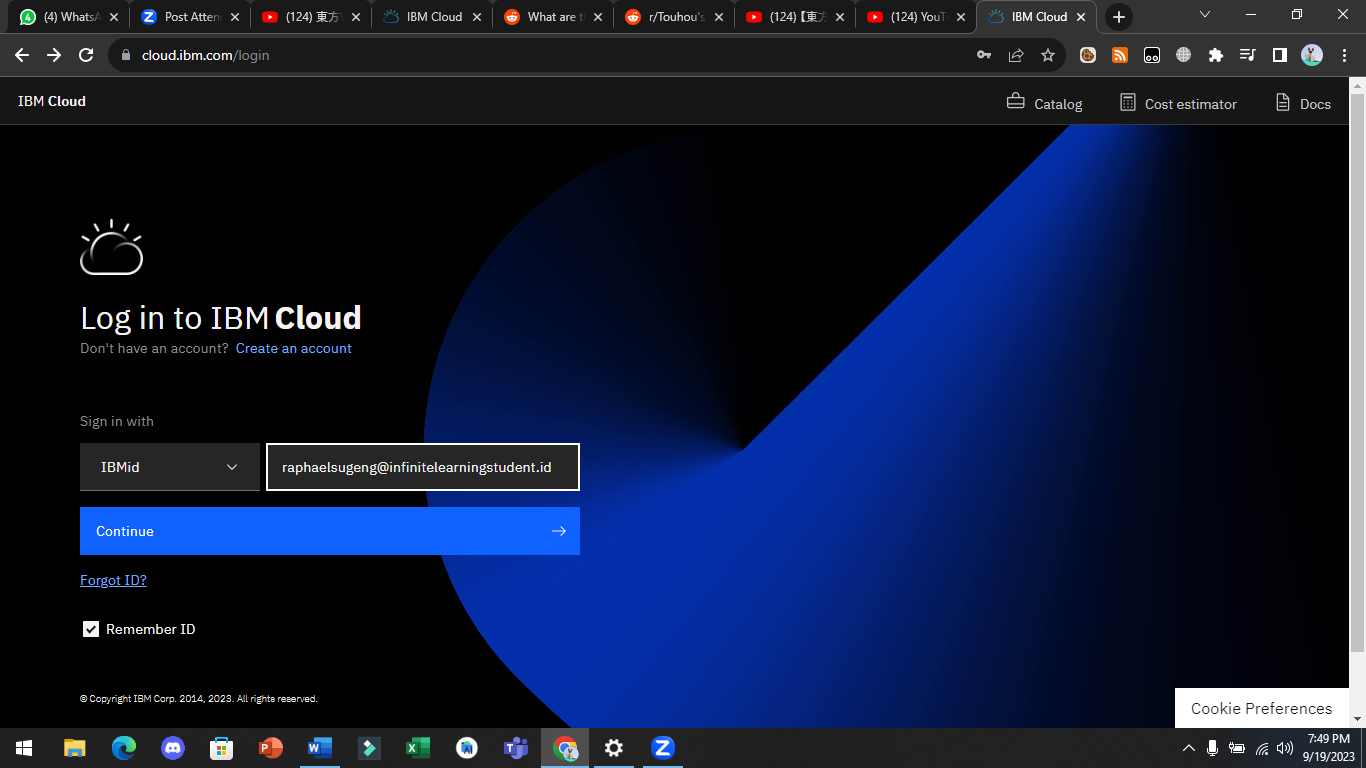 (4) WhatsA
Post Atten
(124) 東方
IBM Cloud
What are t
r/Touhou's
(124)【東方
(124) YouT
IBM Cloud
cloud.ibm.com/login
IBM Cloud
Catalog
Cost estimator
Docs
Log in to IBM Cloud
Don't have an account? Create an account
Sign in with
IBMid
raphaelsugeng@infinitelearningstudent.id
Continue
Forgot ID?
Remember ID
© Copyright IBM Corp. 2014, 2023. All rights reserved.
Cookie Preferences
7:49 PM
9/19/2023